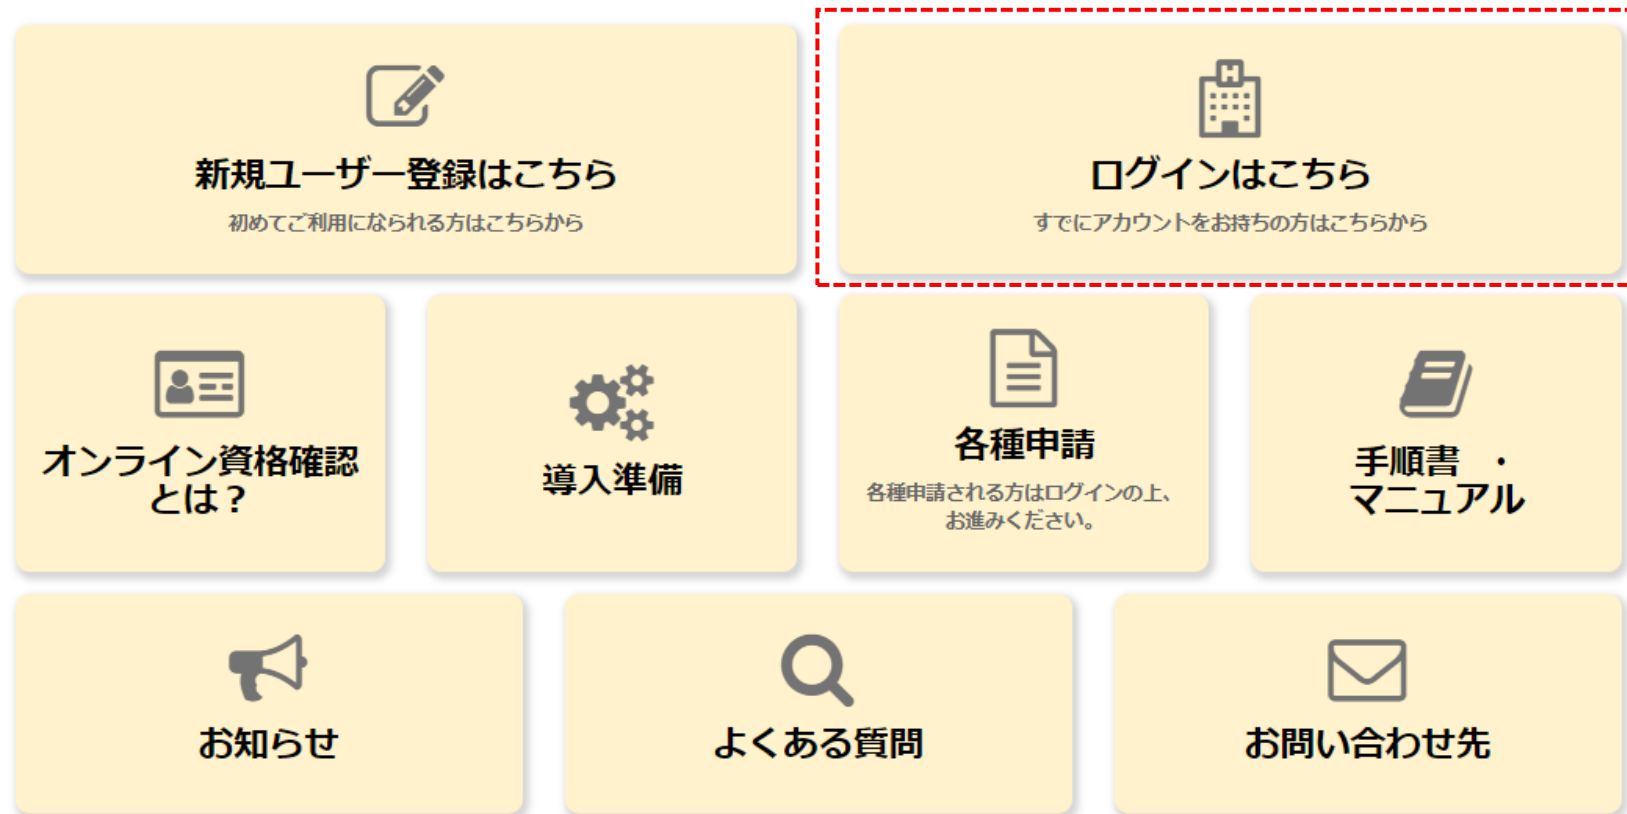 新規ユーザー登録はこちら
初めてご利用になられる方はこちらから
ログインはこちら
すでにアカウントをお持ちの方はこちらから
オンライン資格確認
とは？
導入準備
各種申請
各種申請される方はログインの上、
お進みください。
手順書　・
マニュアル
お知らせ
よくある質問
お問い合わせ先